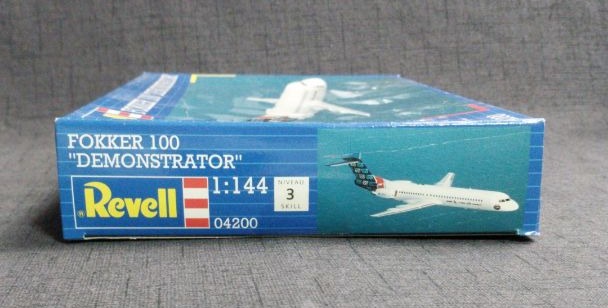 FOKKER 100
"DEMONSTRATOR"
Revell
1:144
NIVEAU
3
SKILL
04200